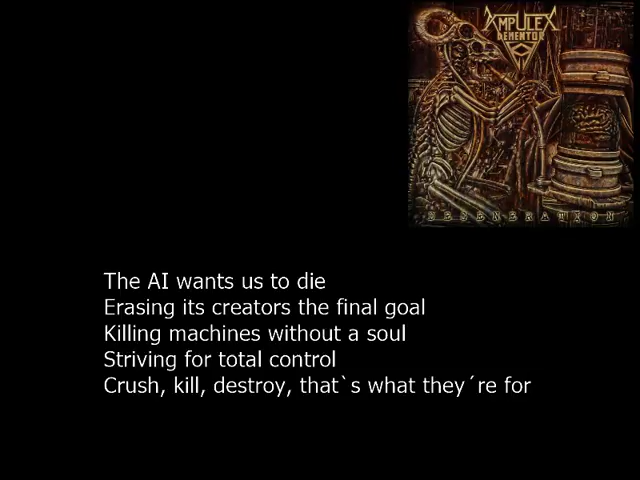 AMPULEX
DEMENTOR
DEGENERATION
The AI wants us to die
Erasing its creators the final goal
Killing machines without a soul
Striving for total control
Crush, kill, destroy, that`s what they´re for